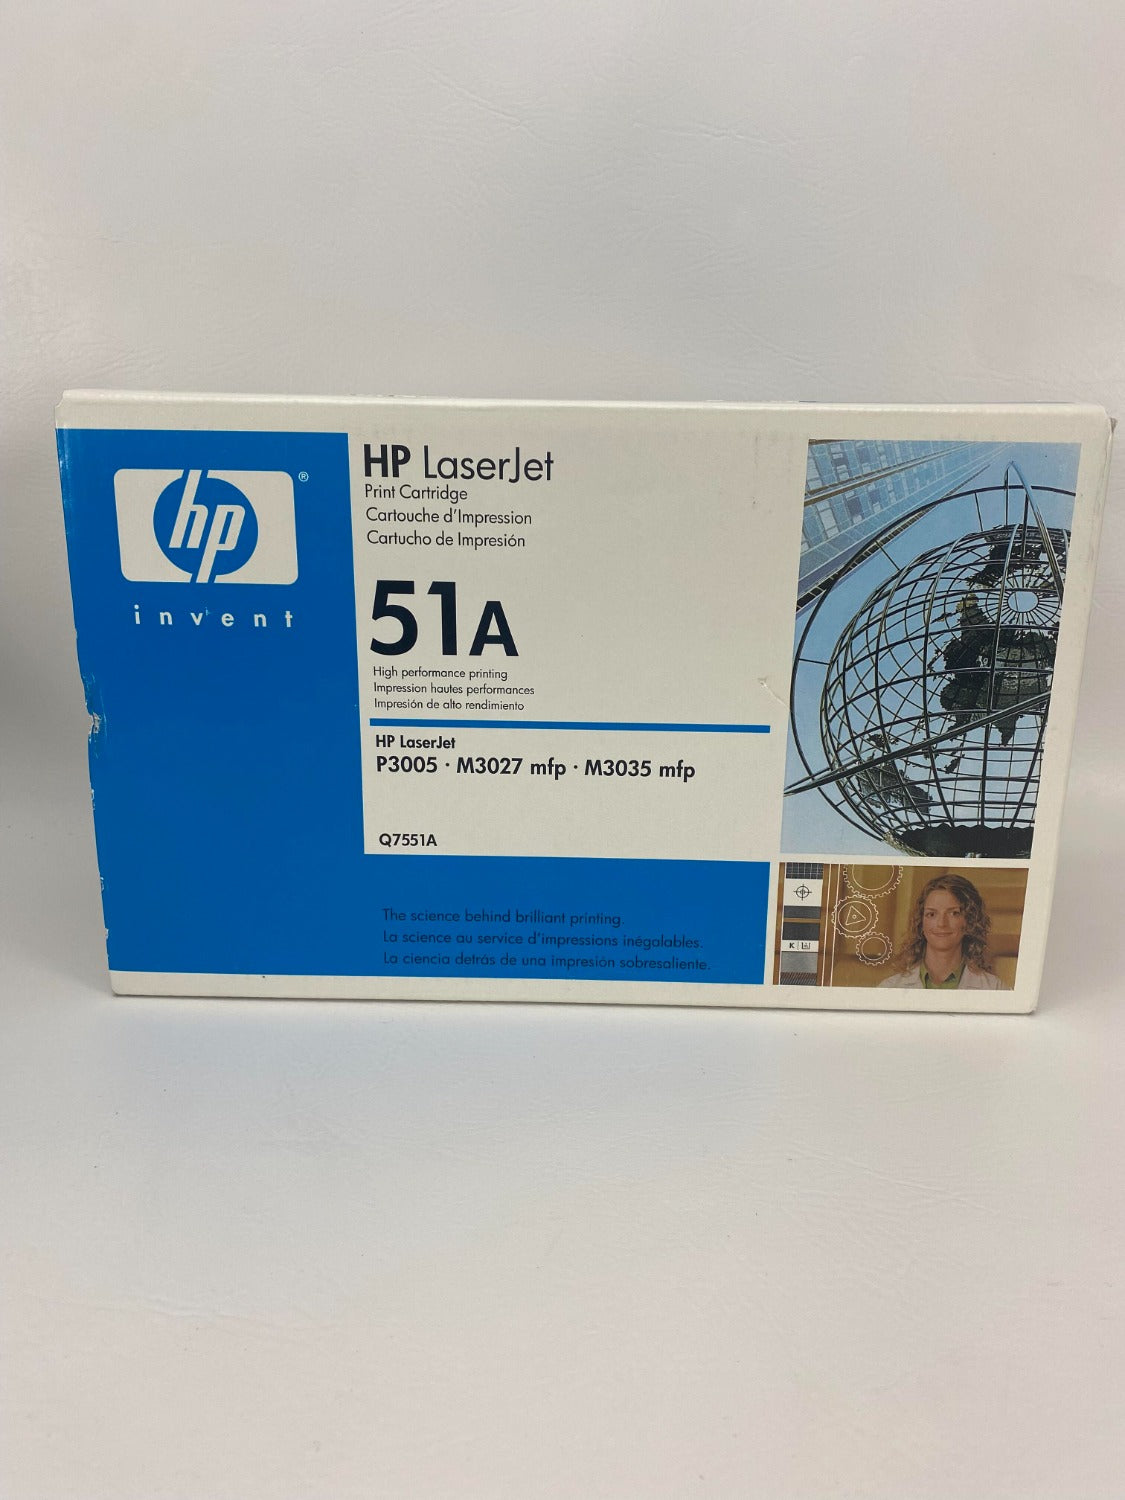 hp®
invent
HP LaserJet
Print Cartridge
Cartouche d'Impression
Cartucho de Impresión
51A
High performance printing
Impression hautes performances
Impresión de alto rendimiento
HP LaserJet
P3005 · M3027 mfp · M3035 mfp
Q7551A
The science behind brilliant printing.
La science au service d'impressions inégalables.
La ciencia detrás de una impresión sobresaliente.
K